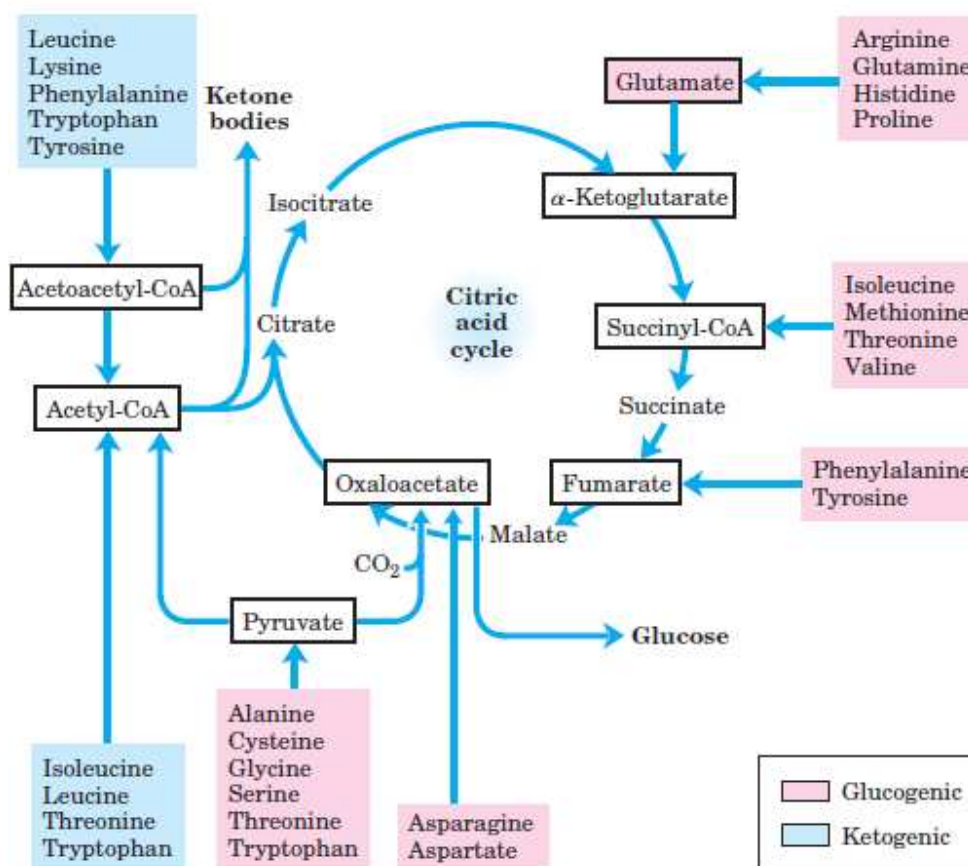 Leucine
Lysine
Phenylalanine
Tryptophan
Tyrosine
Ketone
bodies
Glutamate
Arginine
Glutamine
Histidine
Proline
Isocitrate
α-Ketoglutarate
Acetoacetyl-CoA
Citrate
Citric
acid
cycle
Succinyl-CoA
Isoleucine
Methionine
Threonine
Valine
Acetyl-CoA
Succinate
Oxaloacetate
Fumarate
Phenylalanine
Tyrosine
Malate
CO₂
Pyruvate
Glucose
Isoleucine
Leucine
Threonine
Tryptophan
Alanine
Cysteine
Glycine
Serine
Threonine
Tryptophan
Asparagine
Aspartate
Glucogenic
Ketogenic